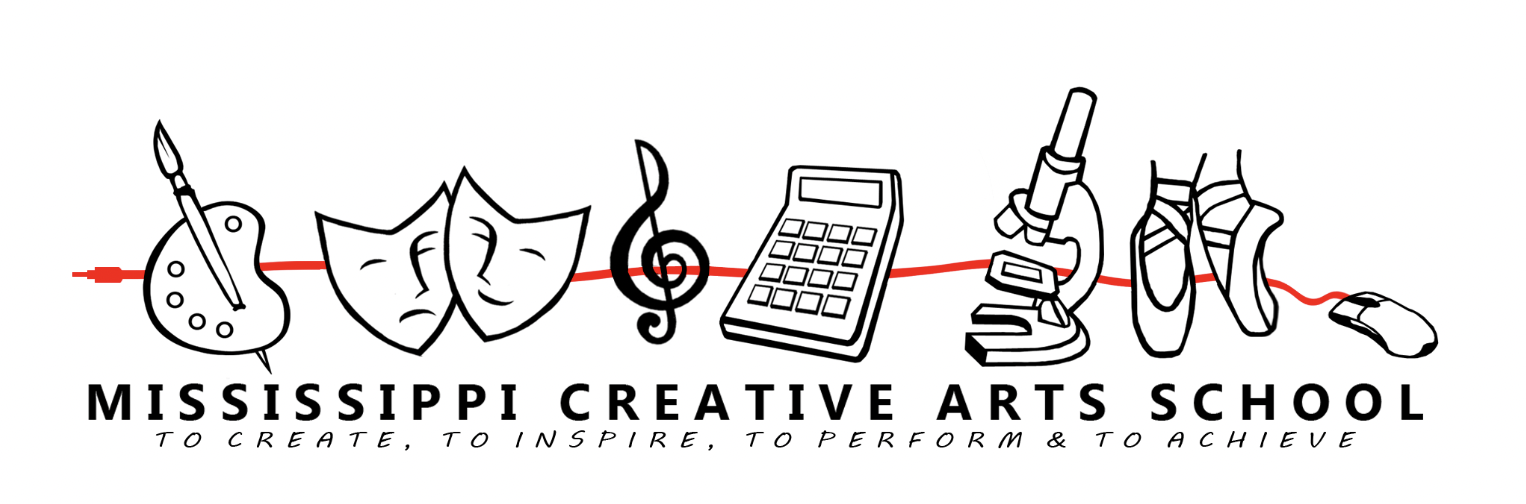 MISSISSIPPI CREATIVE ARTS SCHOOL
TO CREATE, TO INSPIRE, TO PERFORM & TO ACHIEVE